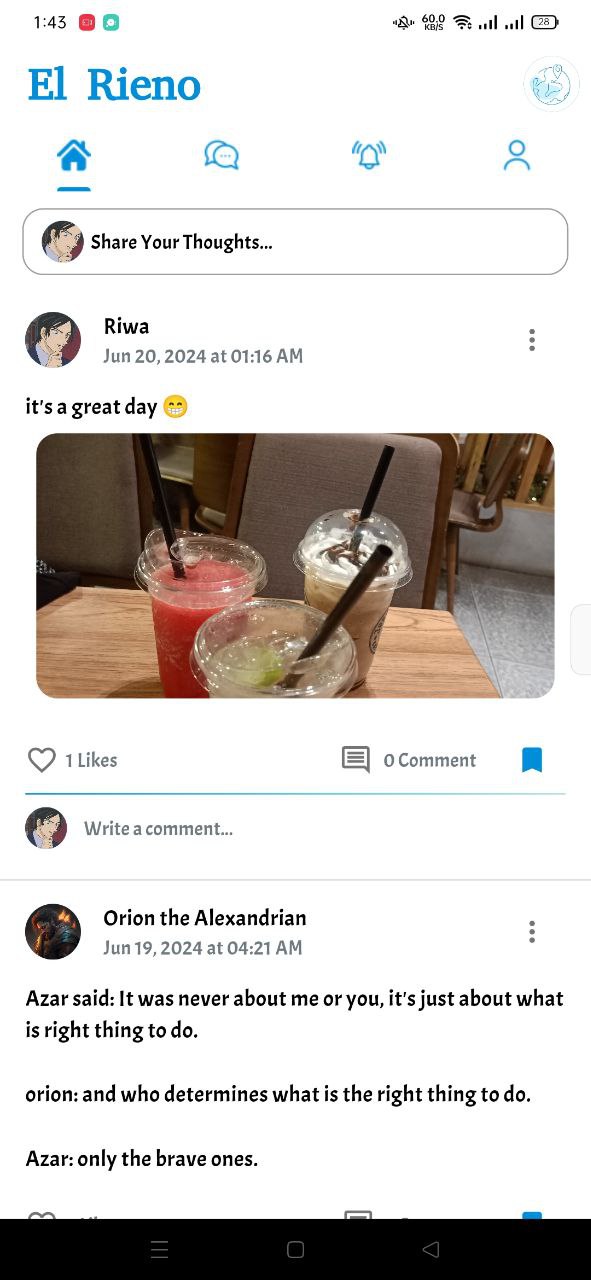 1:43 60.0 KB/S 28
El Rieno
Share Your Thoughts...
Riwa
Jun 20, 2024 at 01:16 AM
it's a great day 😁
1 Likes 0 Comment
Write a comment...
Orion the Alexandrian
Jun 19, 2024 at 04:21 AM
Azar said: It was never about me or you, it's just about what
is right thing to do.
orion: and who determines what is the right thing to do.
Azar: only the brave ones.